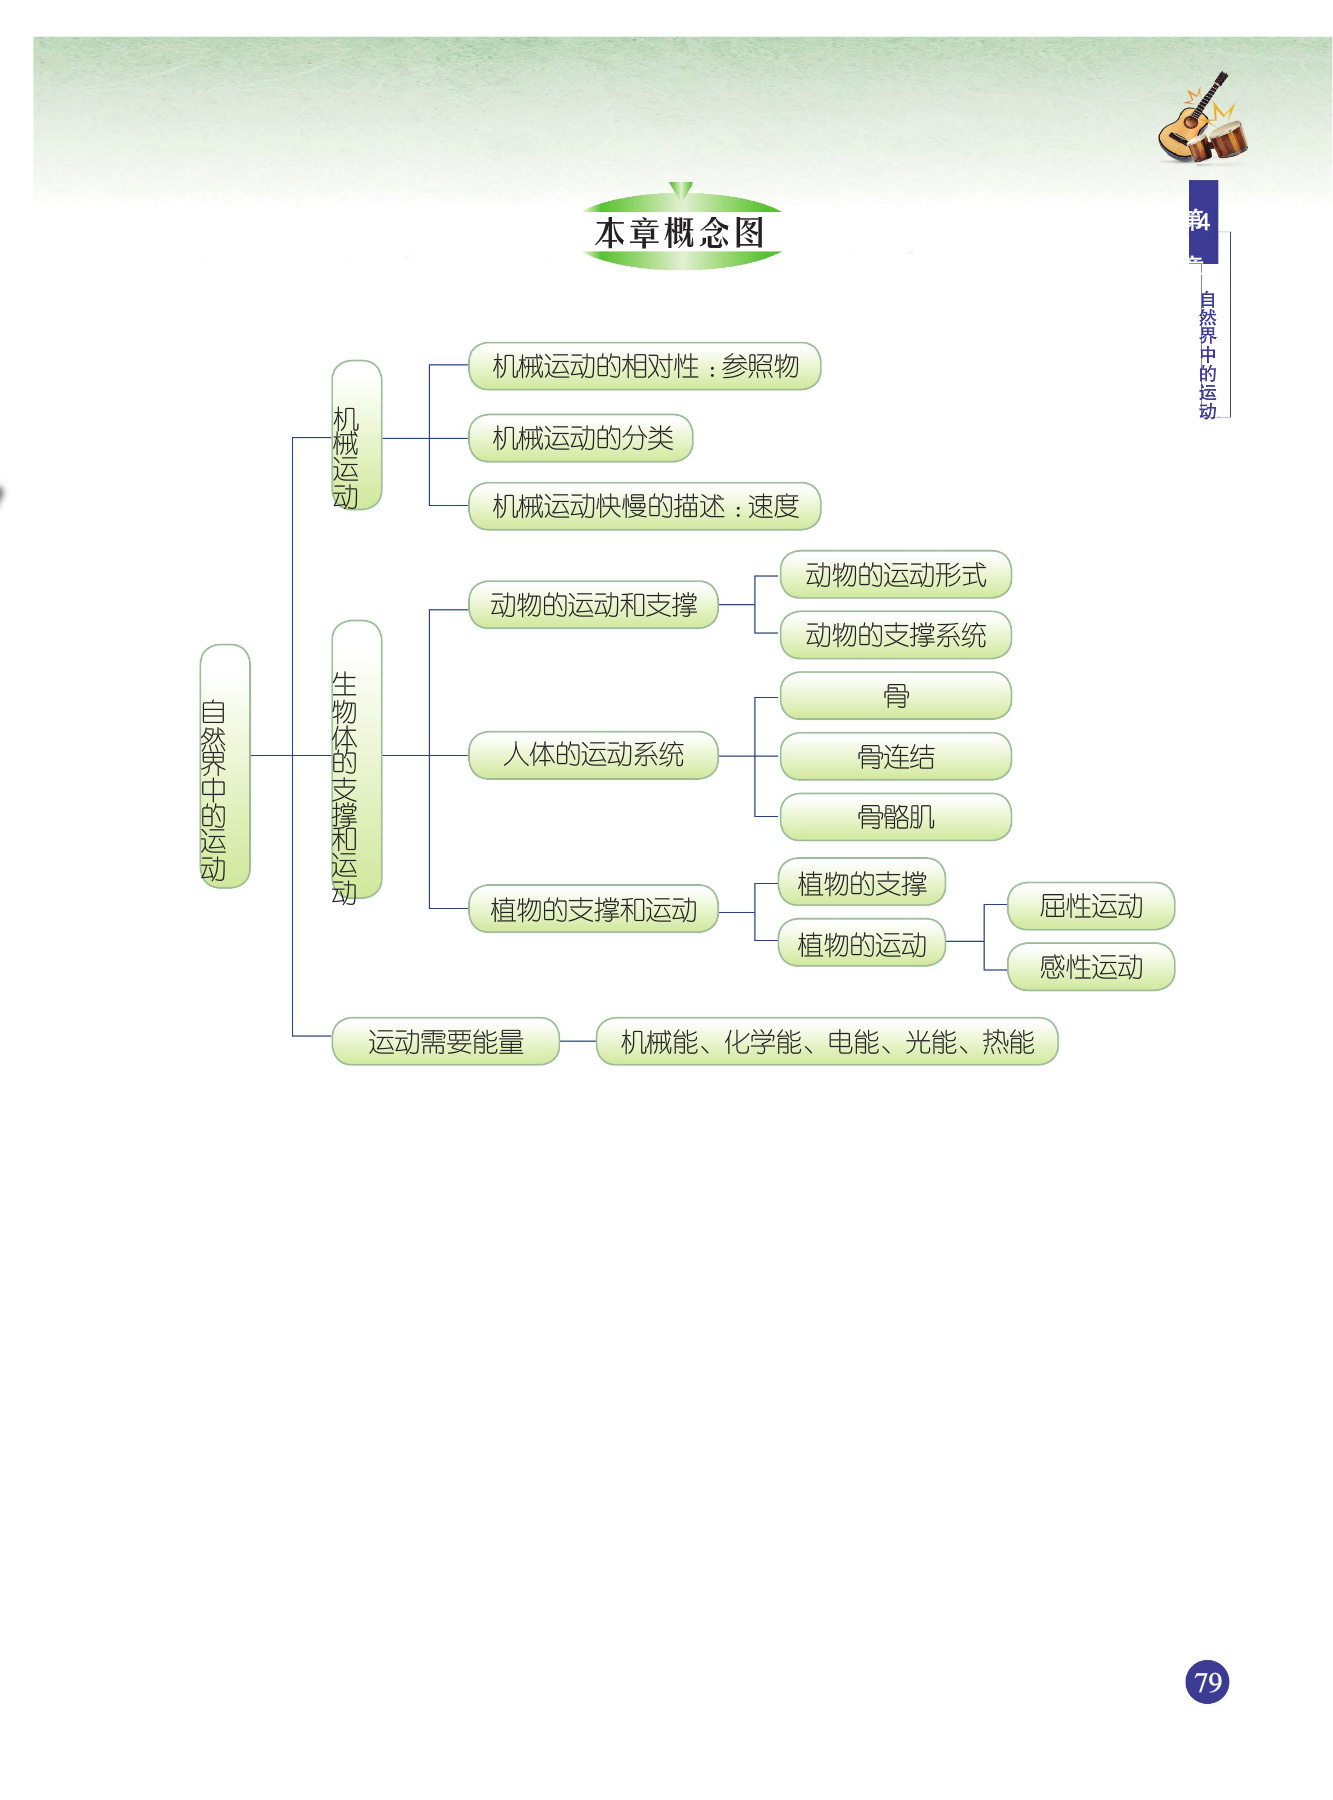 本章概念图
第4章
自然界中的运动
机械运动的相对性：参照物
机械运动
机械运动的分类
机械运动快慢的描述：速度
动物的运动形式
动物的运动和支撑
动物的支撑系统
骨
自然界中的运动
生物体的支撑和运动
人体的运动系统
骨连结
骨骼肌
植物的支撑
植物的支撑和运动
屈性运动
植物的运动
感性运动
运动需要能量
机械能、化学能、电能、光能、热能
79